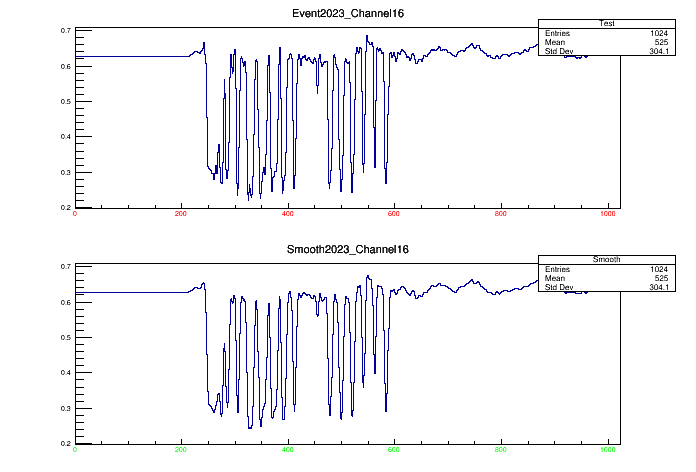 Event2023_Channel16
Test
Entries 1024
Mean 525
Std Dev 304.1
0.7
0.6
0.5
0.4
0.3
0.2
0 200 400 600 800 1000
Smooth2023_Channel16
Smooth
Entries 1024
Mean 525
Std Dev 304.1
0.7
0.6
0.5
0.4
0.3
0.2
0 200 400 600 800 1000